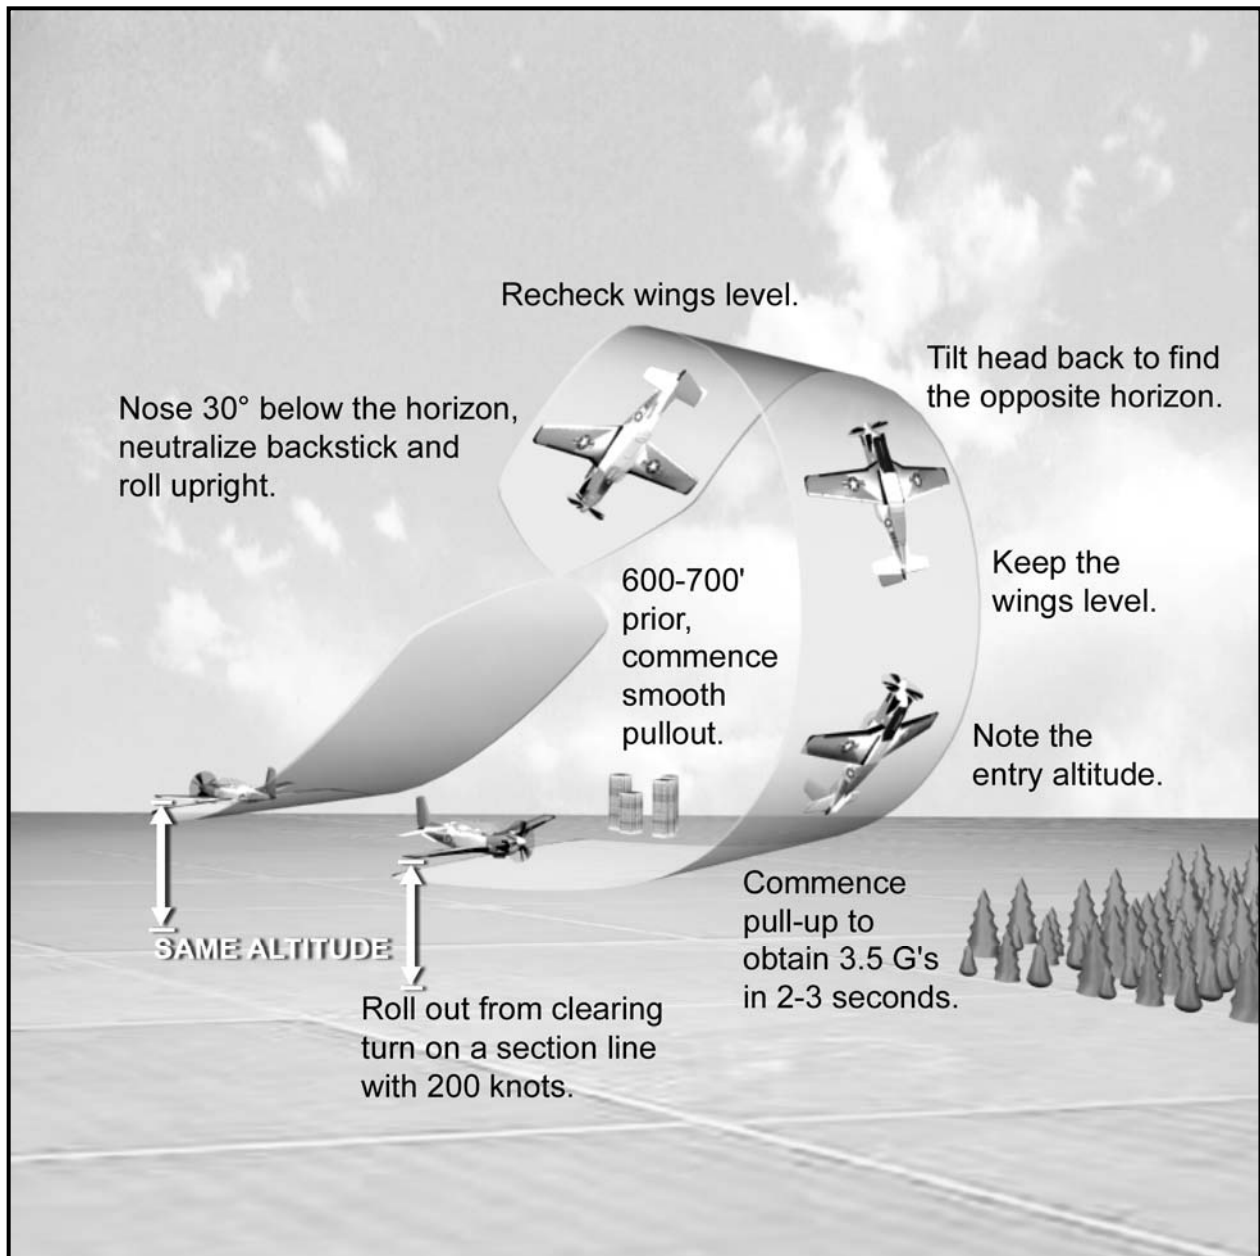 Recheck wings level.
Tilt head back to find
the opposite horizon.
Nose 30° below the horizon,
neutralize backstick and
roll upright.
Keep the
wings level.
600-700'
prior,
commence
smooth
pullout.
Note the
entry altitude.
Commence
pull-up to
obtain 3.5 G's
in 2-3 seconds.
SAME ALTITUDE
Roll out from clearing
turn on a section line
with 200 knots.